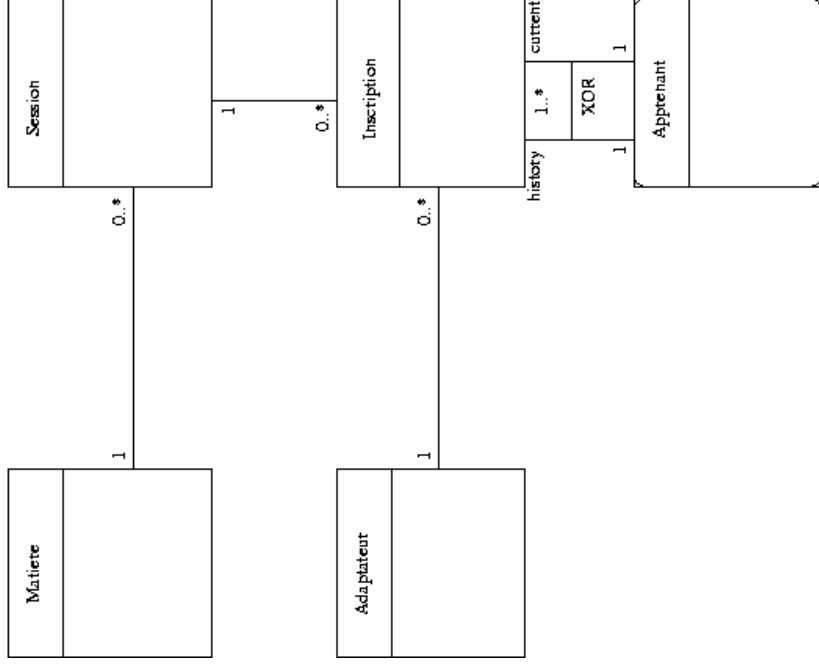 Matiere
Session
1
0..*
1
0..*
Adaptateur
Inscription
1
0..*
history
current
1..*
XOR
1
1
Apprenant